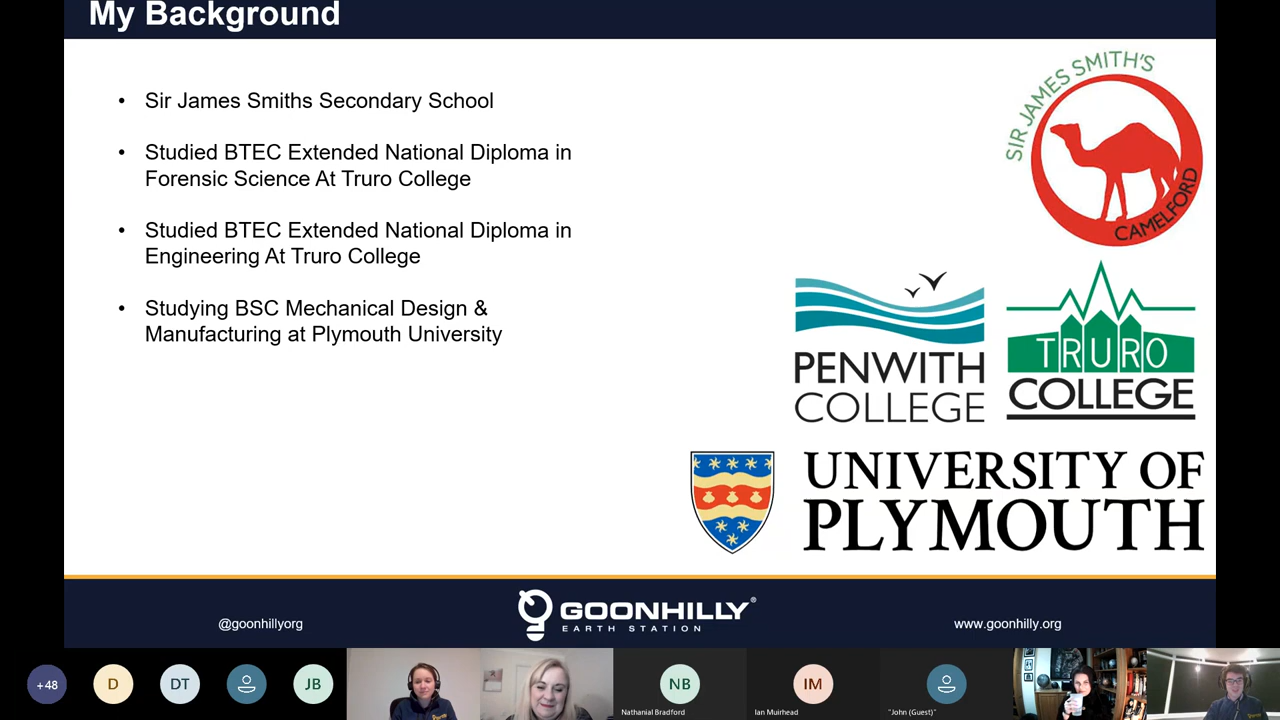 My Background
• Sir James Smiths Secondary School
• Studied BTEC Extended National Diploma in
Forensic Science At Truro College
• Studied BTEC Extended National Diploma in
Engineering At Truro College
• Studying BSC Mechanical Design &
Manufacturing at Plymouth University
SIR JAMES SMITH'S
CAMELFORD
PENWITH
COLLEGE
TRURO
COLLEGE
UNIVERSITY OF
PLYMOUTH
@goonhillyorg
GOONHILLY®
EARTH STATION
www.goonhilly.org
+48
D
DT
JB
NB
Nathanial Bradford
IM
Ian Muirhead
"John (Guest)"